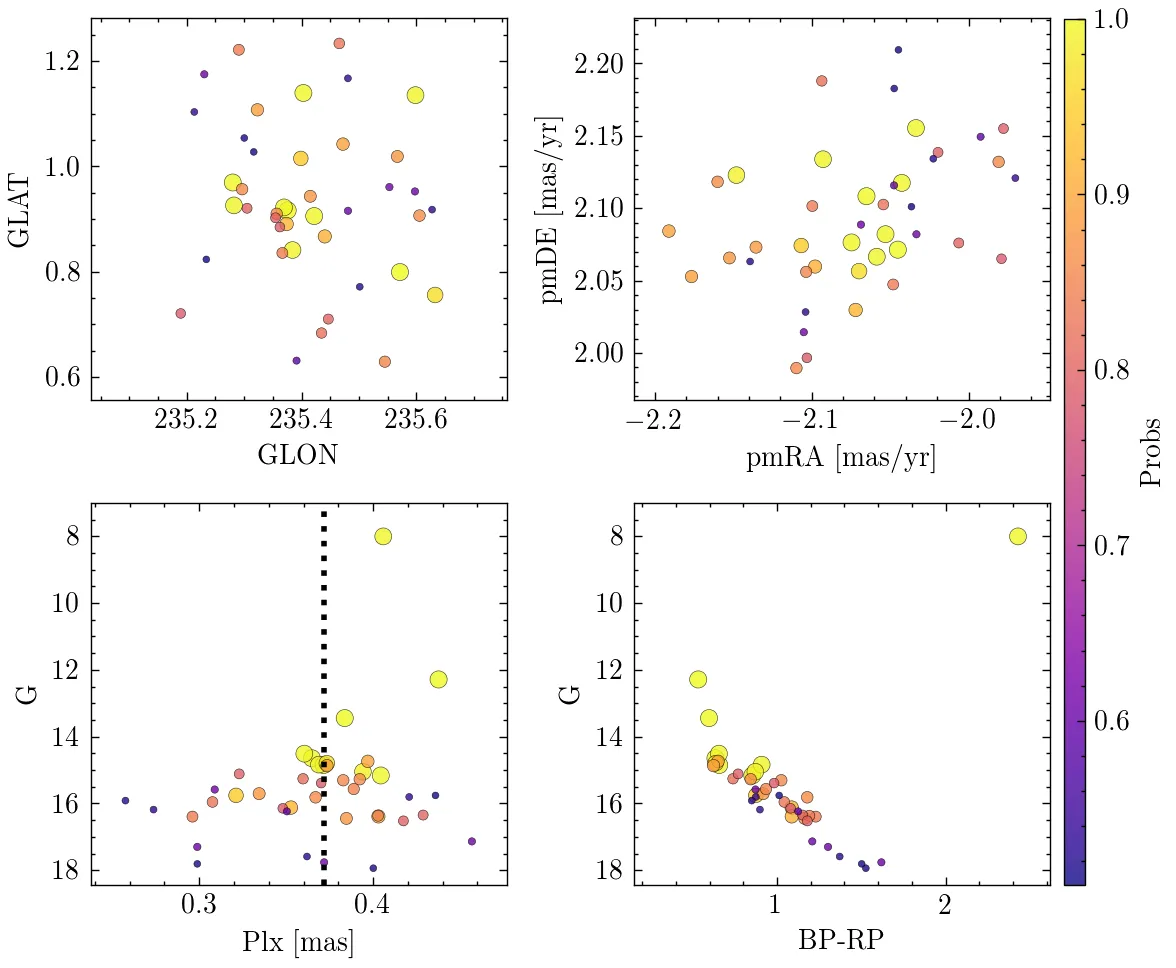 1.2
1.0
0.8
0.6
GLAT
235.2 235.4 235.6
GLON
2.20
2.15
2.10
2.05
2.00
pmDE [mas/yr]
−2.2 −2.1 −2.0
pmRA [mas/yr]
1.0
0.9
0.8
0.7
0.6
Probs
8
10
12
14
16
18
G
0.3 0.4
Plx [mas]
8
10
12
14
16
18
G
1 2
BP-RP